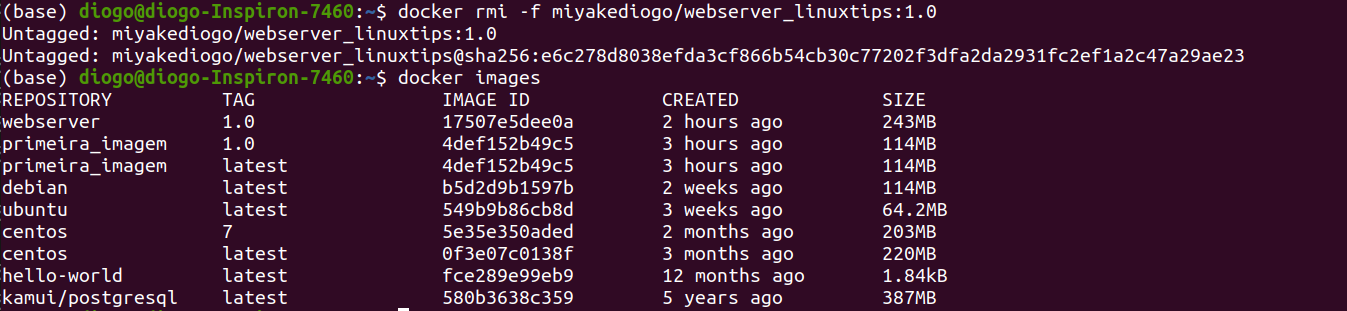 (base) diogo@diogo-Inspiron-7460:~$ docker rmi -f miyakediogo/webserver_linuxtips:1.0
Untagged: miyakediogo/webserver_linuxtips:1.0
Untagged: miyakediogo/webserver_linuxtips@sha256:e6c278d8038efda3cf866b54cb30c77202f3dfa2da2931fc2ef1a2c47a29ae23
(base) diogo@diogo-Inspiron-7460:~$ docker images
REPOSITORY TAG IMAGE ID CREATED SIZE
webserver 1.0 17507e5dee0a 2 hours ago 243MB
primeira_imagem 1.0 4def152b49c5 3 hours ago 114MB
primeira_imagem latest 4def152b49c5 3 hours ago 114MB
debian latest b5d2d9b1597b 2 weeks ago 114MB
ubuntu latest 549b9b86cb8d 3 weeks ago 64.2MB
centos 7 5e35e350aded 2 months ago 203MB
centos latest 0f3e07c0138f 3 months ago 220MB
hello-world latest fce289e99eb9 12 months ago 1.84kB
kamui/postgresql latest 580b3638c359 5 years ago 387MB